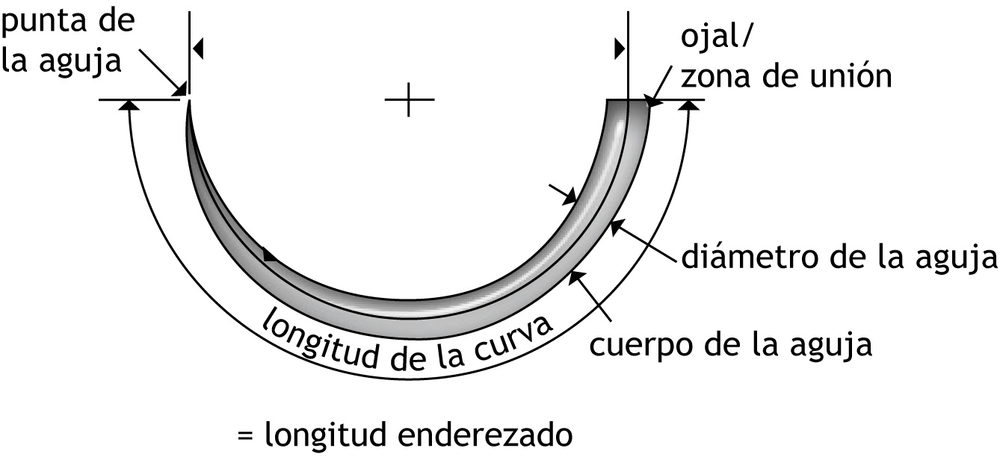 punta de
la aguja
ojal/
zona de unión
diámetro de la aguja
cuerpo de la aguja
longitud de la curva
= longitud enderezado